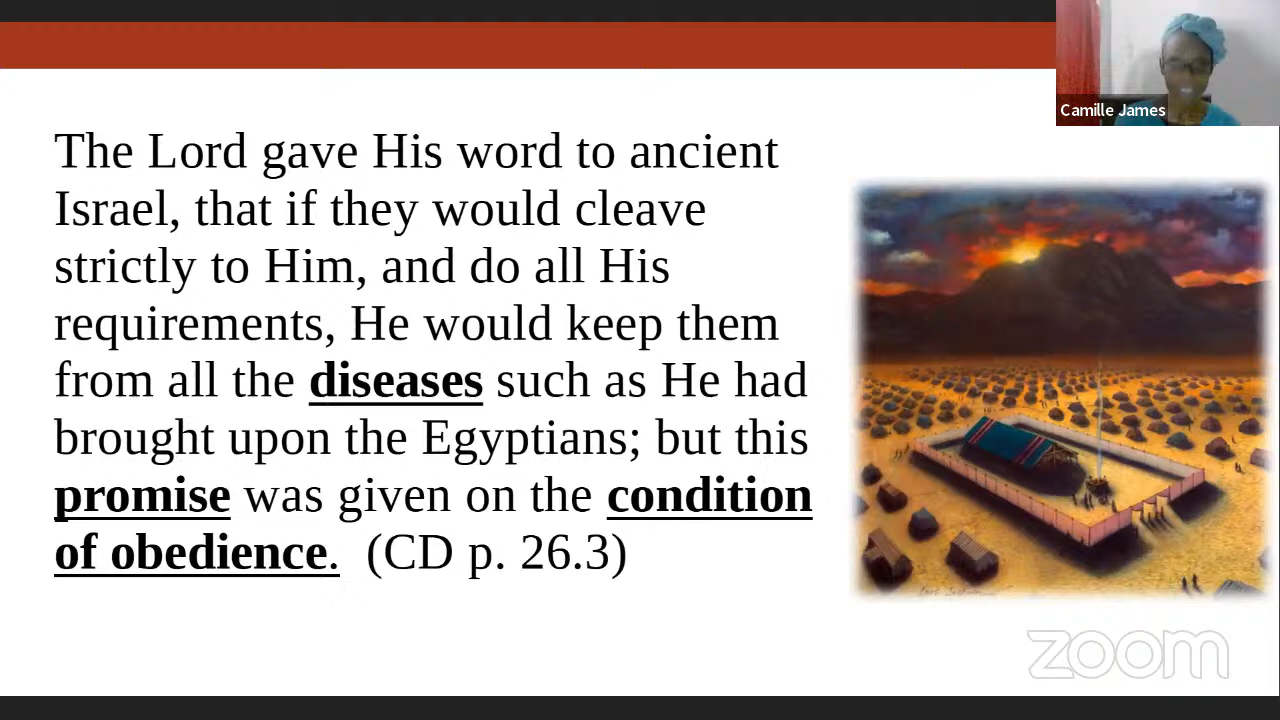 Camille James
The Lord gave His word to ancient
Israel, that if they would cleave
strictly to Him, and do all His
requirements, He would keep them
from all the diseases such as He had
brought upon the Egyptians; but this
promise was given on the condition
of obedience. (CD p. 26.3)
zoom